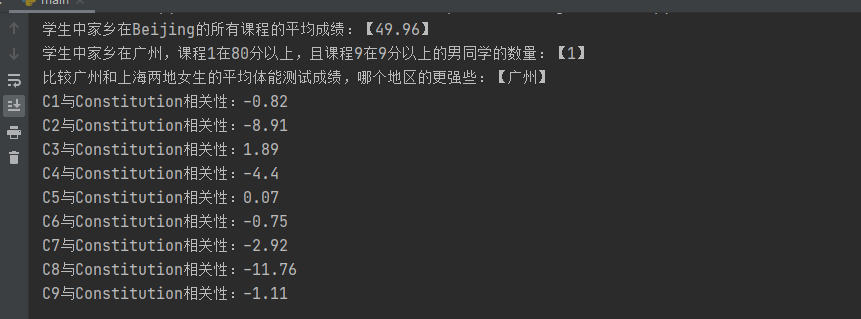 main
学生中家乡在Beijing的所有课程的平均成绩：【49.96】
学生中家乡在广州，课程1在80分以上，且课程9在9分以上的男同学的数量：【1】
比较广州和上海两地女生的平均体能测试成绩，哪个地区的更强些：【广州】
C1与Constitution相关性：-0.82
C2与Constitution相关性：-8.91
C3与Constitution相关性：1.89
C4与Constitution相关性：-4.4
C5与Constitution相关性：0.07
C6与Constitution相关性：-0.75
C7与Constitution相关性：-2.92
C8与Constitution相关性：-11.76
C9与Constitution相关性：-1.11